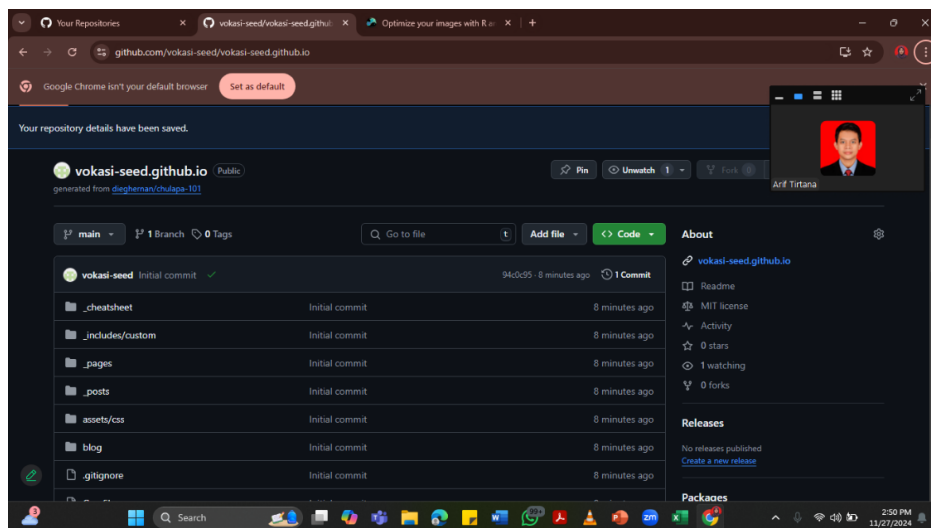 Your Repositories
vokasi-seed/vokasi-seed.github
Optimize your images with R an
github.com/vokasi-seed/vokasi-seed.github.io
Google Chrome isn't your default browser
Set as default
Your repository details have been saved.
Arif Tirtana
vokasi-seed.github.io
Public
generated from dieghernan/chulapa-101
Pin
Unwatch 1
Fork 0
main
1 Branch
0 Tags
Go to file
t
Add file
Code
About
vokasi-seed Initial commit
94c0c95 · 8 minutes ago
1 Commit
vokasi-seed.github.io
_cheatsheet Initial commit 8 minutes ago
Readme
MIT license
_includes/custom Initial commit 8 minutes ago
Activity
_pages Initial commit 8 minutes ago
0 stars
1 watching
_posts Initial commit 8 minutes ago
0 forks
assets/css Initial commit 8 minutes ago
Releases
blog Initial commit 8 minutes ago
No releases published
Create a new release
.gitignore Initial commit 8 minutes ago
Packages
3
Search
99+
zm
2:50 PM
11/27/2024